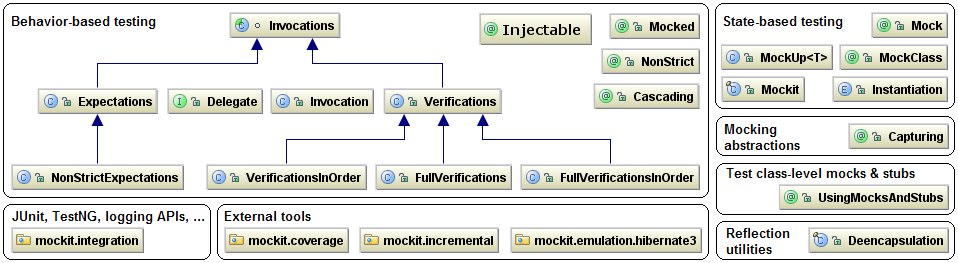 Behavior-based testing
Invocations
Injectable
Mocked
NonStrict
Cascading
Expectations
Delegate
Invocation
Verifications
NonStrictExpectations
VerificationsInOrder
FullVerifications
FullVerificationsInOrder
State-based testing
Mock
MockUp<T>
MockClass
Mockit
Instantiation
Mocking
abstractions
Capturing
Test class-level mocks & stubs
UsingMocksAndStubs
JUnit, TestNG, logging APIs, ...
mockit.integration
External tools
mockit.coverage
mockit.incremental
mockit.emulation.hibernate3
Reflection
utilities
Deencapsulation